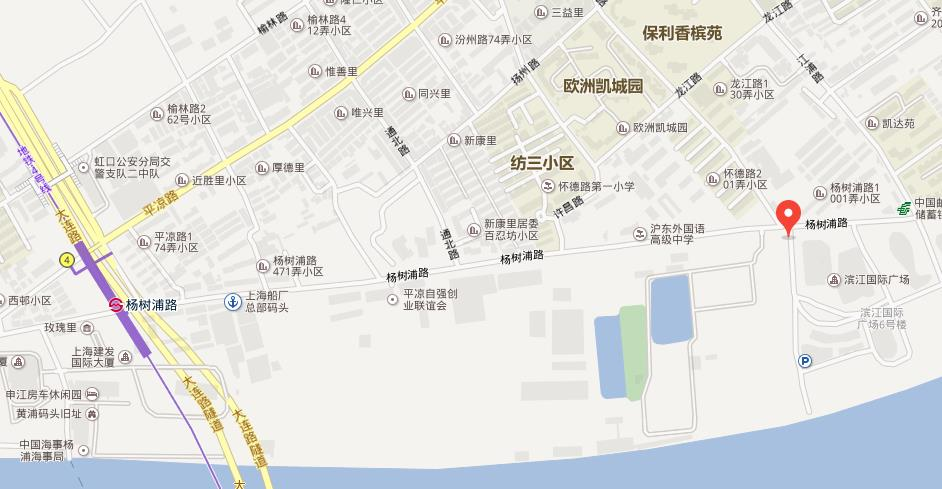 隆仁小区
三益里
龙江路
榆林路
榆林路4
12弄小区
平
保利香槟苑
齐
20
汾州路74弄小区
江浦路
惟善里
扬州路
欧洲凯城园
龙江路
龙江路1
30弄小区
同兴里
榆林路2
62号小区
唯兴里
凯达苑
欧洲凯城园
通北路
新康里
地铁4号线
虹口公安分局交
警支队二中队
厚德里
纺三小区
近胜里小区
怀德路第一小学
怀德路2
01弄小区
杨树浦路1
001弄小区
平凉路
许昌路
中国邮
储蓄银
大连路
新康里居委
百忍坊小区
沪东外国语
高级中学
杨树浦路
平凉路1
74弄小区
通北路
4
杨树浦路
471弄小区
杨树浦路
杨树浦路
滨江国际广场
西邨小区
杨树浦路
上海船厂
总部码头
平凉自强创
业联谊会
滨江国际
广场6号楼
玫瑰里
上海建发
国际大厦
厦
P
申江房车休闲园
黄浦码头旧址
大连路隧道
大连路隧道
中国海事杨
浦海事局
大